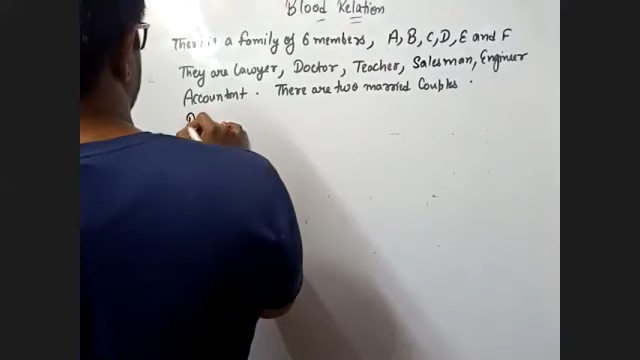 Blood Relation
There is a family of 6 members, A, B, C, D, E and F
They are Lawyer, Doctor, Teacher, Salesman, Engineer
Accountant. There are two married Couples.